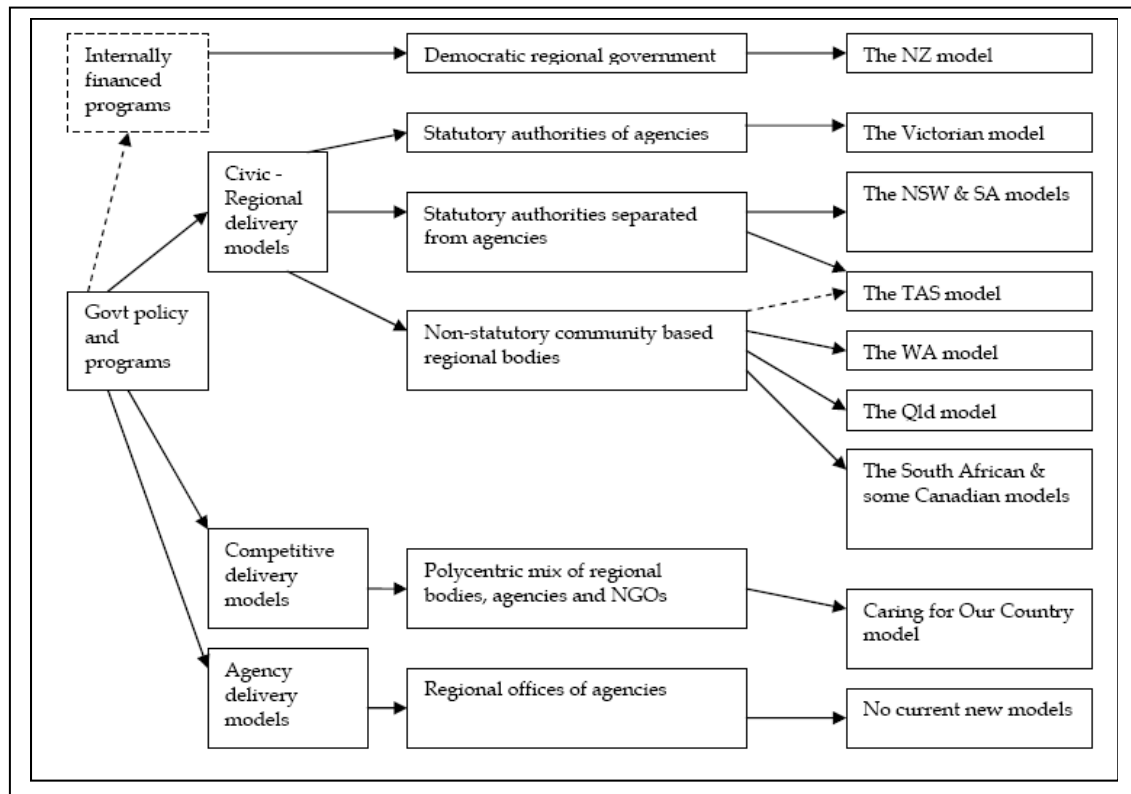 Internally
financed
programs
Democratic regional government
The NZ model
Statutory authorities of agencies
The Victorian model
Civic -
Regional
delivery
models
Statutory authorities separated
from agencies
The NSW & SA models
The TAS model
Govt policy
and
programs
Non-statutory community based
regional bodies
The WA model
The Qld model
The South African &
some Canadian models
Competitive
delivery
models
Polycentric mix of regional
bodies, agencies and NGOs
Caring for Our Country
model
Agency
delivery
models
Regional offices of agencies
No current new models